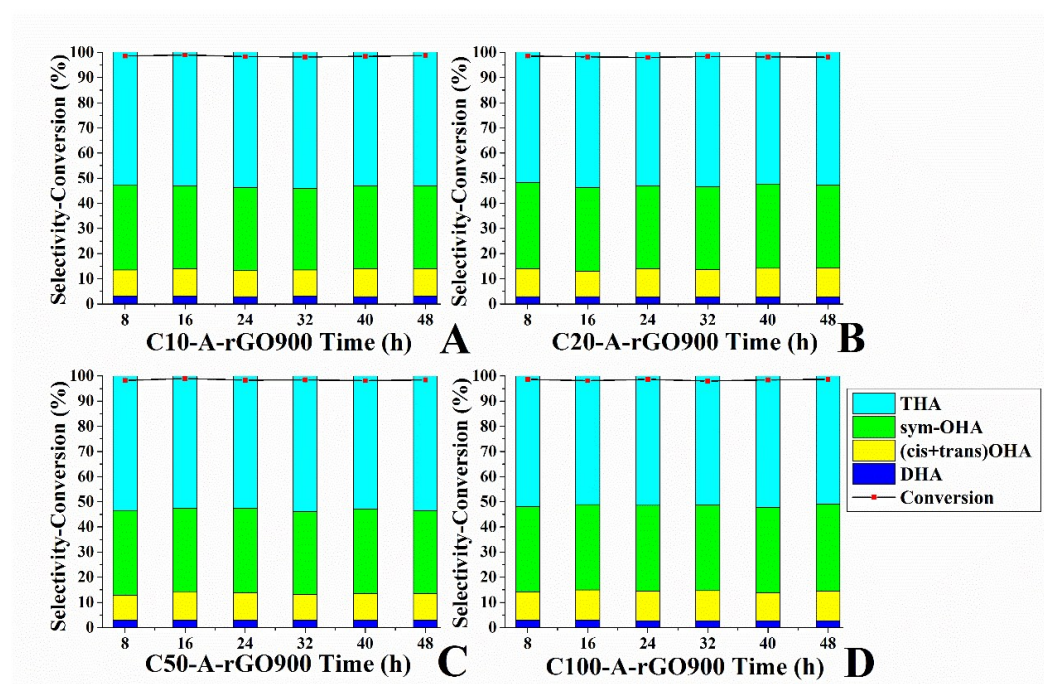 Selectivity-Conversion (%)
100
90
80
70
60
50
40
30
20
10
0
8 16 24 32 40 48
C10-A-rGO900 Time (h)
A
Selectivity-Conversion (%)
100
90
80
70
60
50
40
30
20
10
0
8 16 24 32 40 48
C20-A-rGO900 Time (h)
B
Selectivity-Conversion (%)
100
90
80
70
60
50
40
30
20
10
0
8 16 24 32 40 48
C50-A-rGO900 Time (h)
C
Selectivity-Conversion (%)
100
90
80
70
60
50
40
30
20
10
0
8 16 24 32 40 48
C100-A-rGO900 Time (h)
D
THA
sym-OHA
(cis+trans)OHA
DHA
Conversion